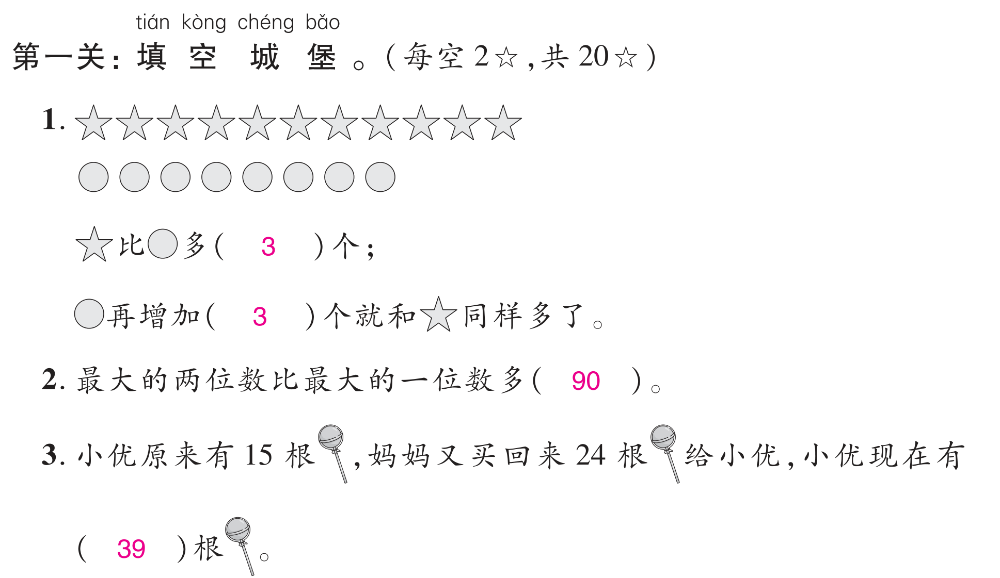 tián kòng chéng bǎo
第一关：填空城堡。（每空2☆，共20☆）
1. ★★★★★★★★★★★
●●●●●●●●
★比●多（ 3 ）个；
●再增加（ 3 ）个就和★同样多了。
2. 最大的两位数比最大的一位数多（ 90 ）。
3. 小优原来有 15 根，妈妈又买回来 24 根给小优，小优现在有
（ 39 ）根。